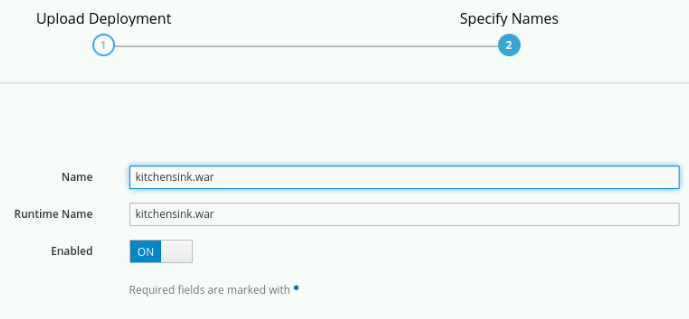 Upload Deployment Specify Names
1 2
Name kitchensink.war
Runtime Name kitchensink.war
Enabled ON
Required fields are marked with *